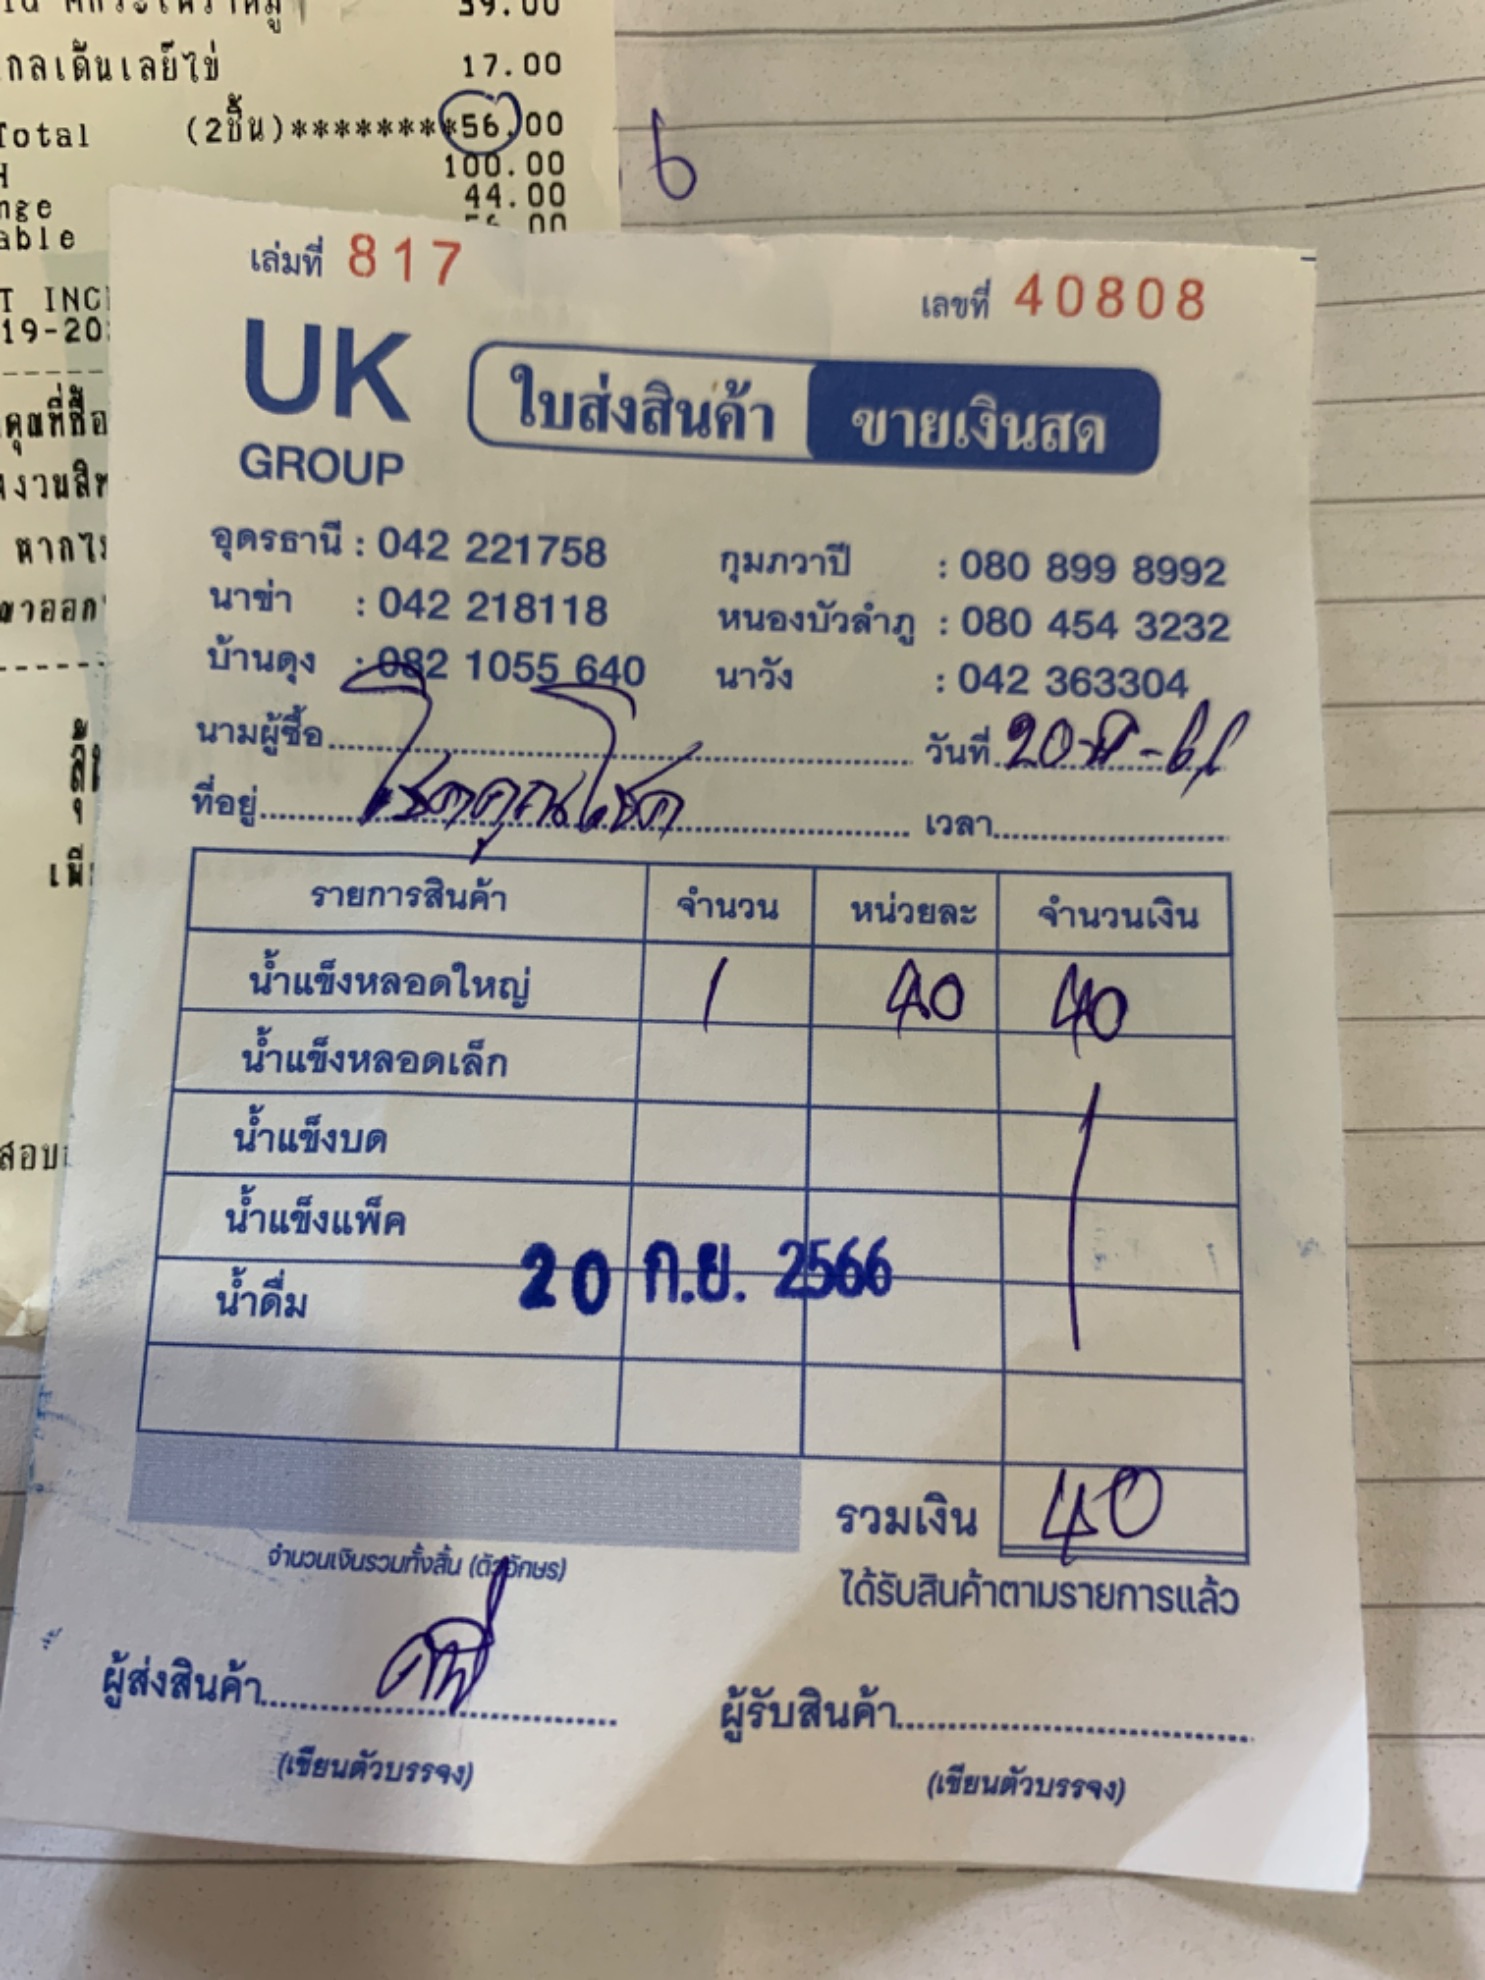 39.00
17.00
Total (2ชิ้น)********56.00
100.00
44.00
6
เล่มที่ 817
เลขที่ 40808
UK
GROUP
ใบส่งสินค้า ขายเงินสด
อุดรธานี : 042 221758 กุมภวาปี : 080 899 8992
นาข่า : 042 218118 หนองบัวลำภู : 080 454 3232
บ้านดุง : 082 1055 640 นาวัง : 042 363304
นามผู้ซื้อ วันที่ 20
ที่อยู่ โชคคูณโชค เวลา
รายการสินค้า จำนวน หน่วยละ จำนวนเงิน
น้ำแข็งหลอดใหญ่ 1 40 40
น้ำแข็งหลอดเล็ก
น้ำแข็งบด
น้ำแข็งแพ็ค
20 ก.ย. 2566
น้ำดื่ม
รวมเงิน 40
จำนวนเงินรวมทั้งสิ้น (ตัวอักษร)
ได้รับสินค้าตามรายการแล้ว
ผู้ส่งสินค้า ผู้รับสินค้า
(เขียนตัวบรรจง) (เขียนตัวบรรจง)